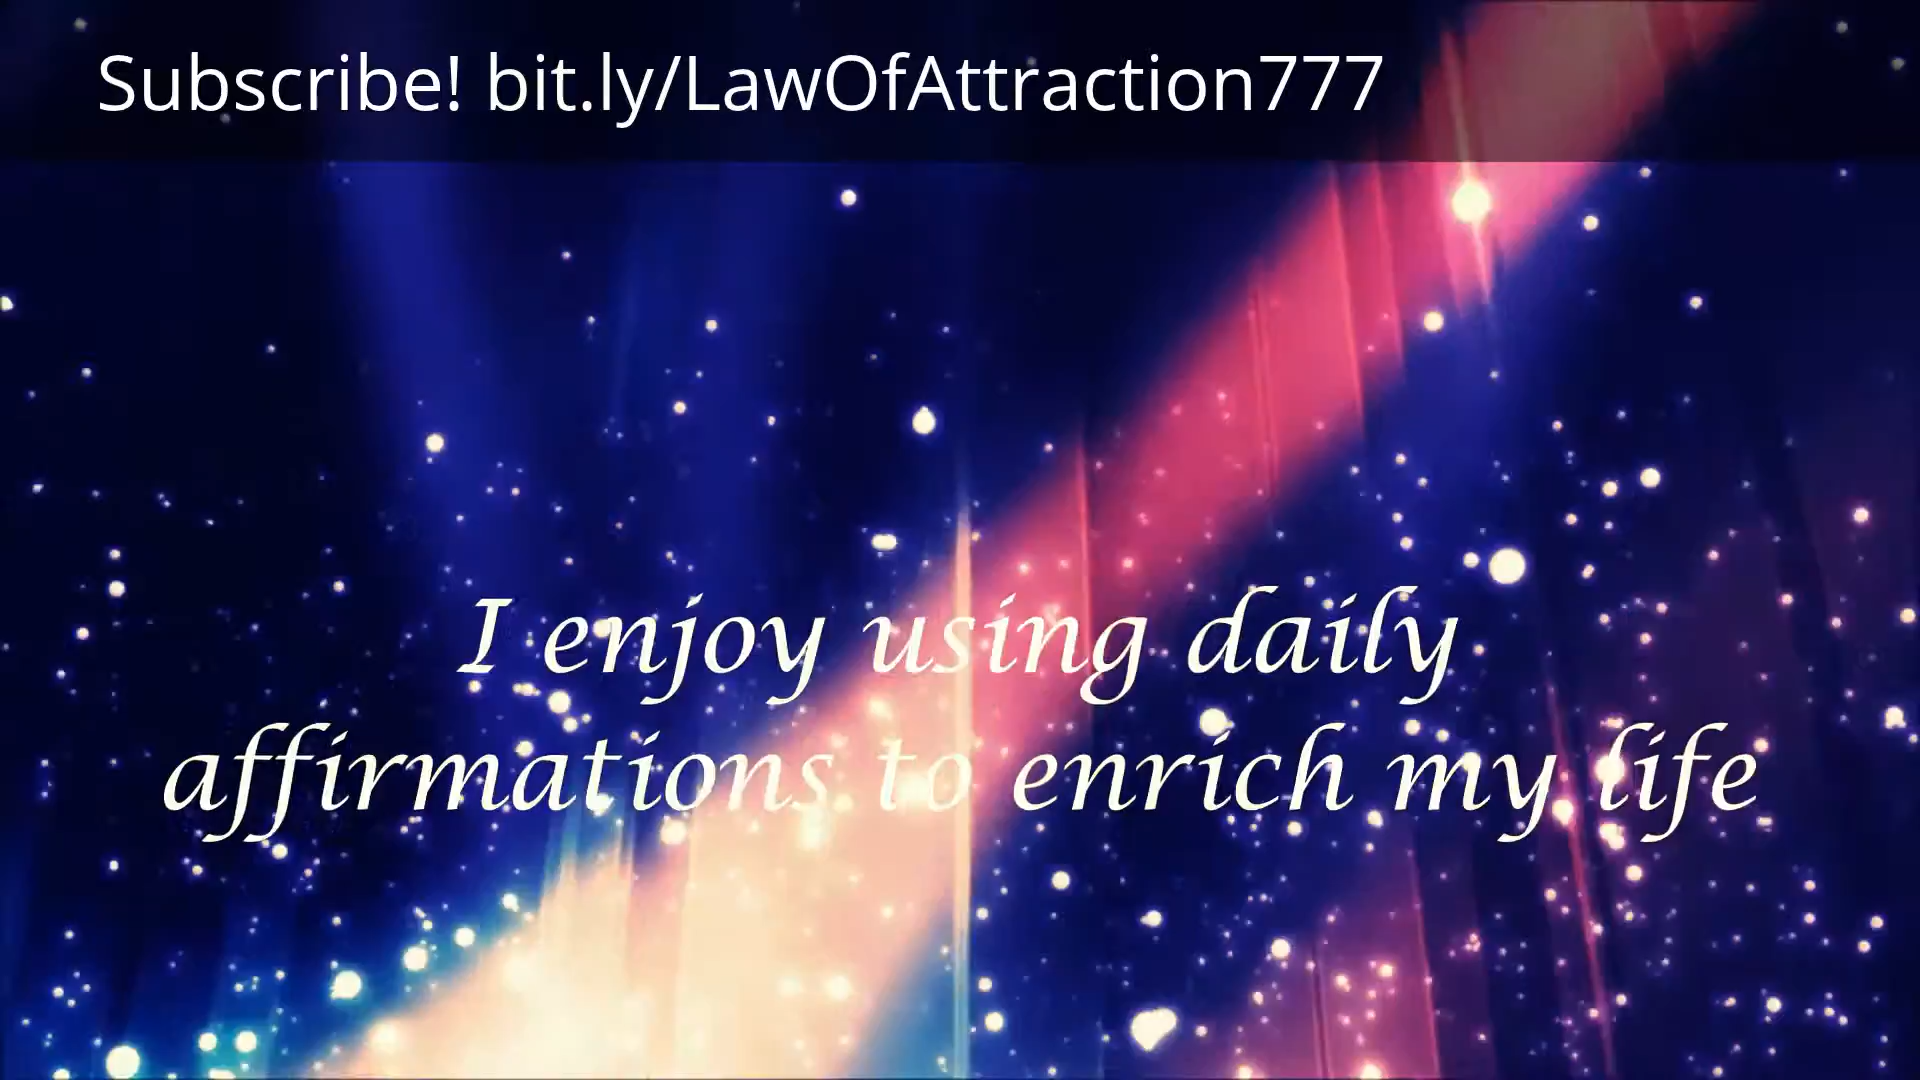 Subscribe! bit.ly/LawOfAttraction777
I enjoy using daily
affirmations to enrich my life